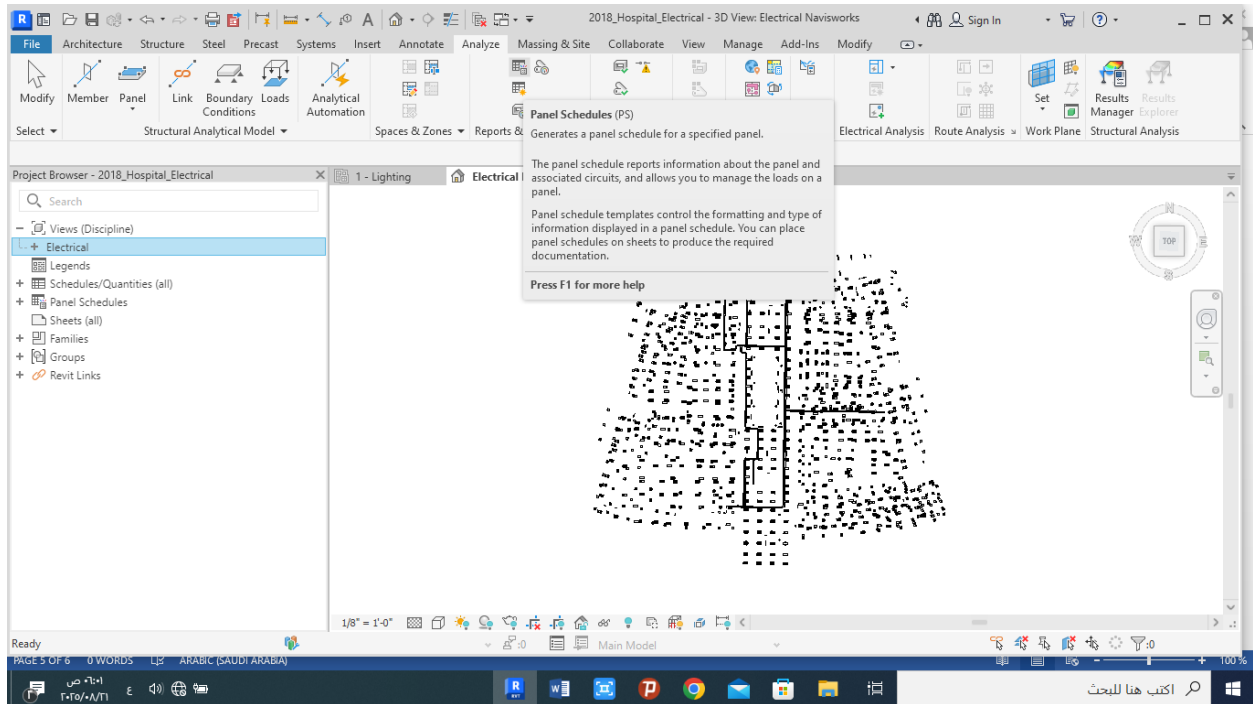 R
2018_Hospital_Electrical - 3D View: Electrical Navisworks
Sign In
File Architecture Structure Steel Precast Systems Insert Annotate Analyze Massing & Site Collaborate View Manage Add-Ins Modify
Modify Member Panel Link Boundary Conditions Loads Analytical Automation Set Results Manager Results Explorer
Select Structural Analytical Model Spaces & Zones Reports & Electrical Analysis Route Analysis Work Plane Structural Analysis
Panel Schedules (PS)
Generates a panel schedule for a specified panel.
The panel schedule reports information about the panel and
associated circuits, and allows you to manage the loads on a
panel.
Panel schedule templates control the formatting and type of
information displayed in a panel schedule. You can place
panel schedules on sheets to produce the required
documentation.
Press F1 for more help
Project Browser - 2018_Hospital_Electrical
1 - Lighting
Electrical
Search
Views (Discipline)
Electrical
Legends
Schedules/Quantities (all)
Panel Schedules
Sheets (all)
Families
Groups
Revit Links
TOP
1/8" = 1'-0"
Ready
:0
Main Model
:0
PAGE 5 OF 6 0 WORDS ARABIC (SAUDI ARABIA)
100 %
٠٦:٠١ ص
٢٠٢٥/٠٨/٢١
ع
اكتب هنا للبحث